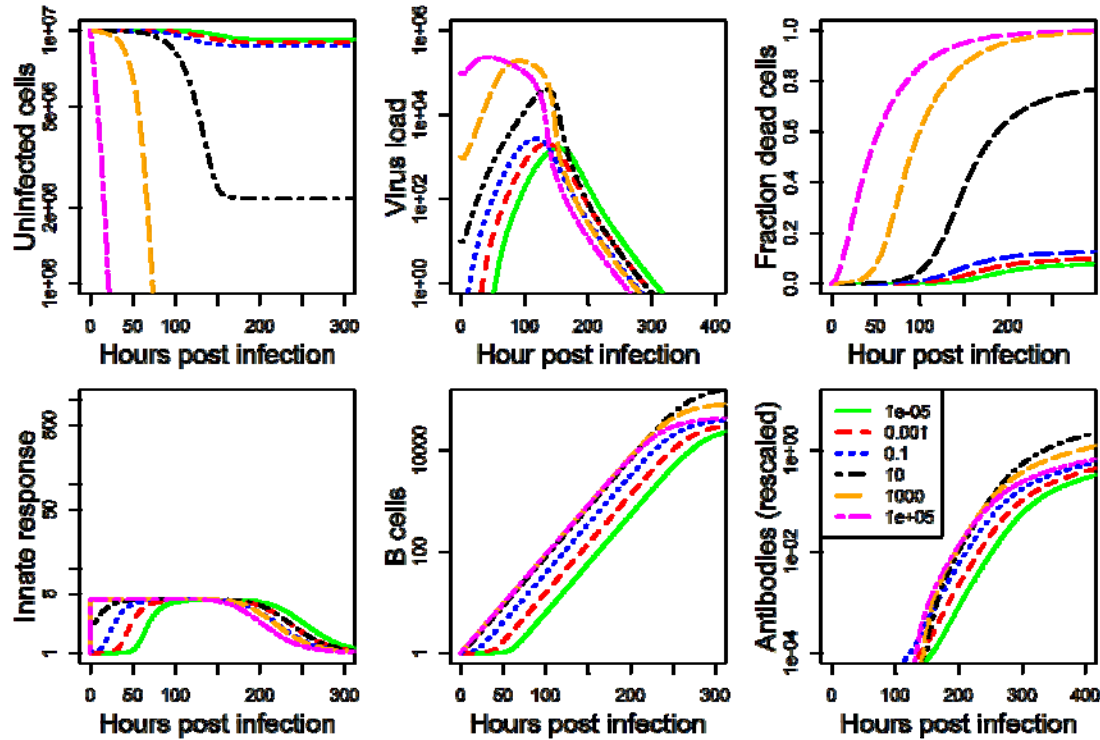 Uninfected cells
1e+07
5e+06
2e+06
1e+06
0 50 100 200 300
Hours post infection
Virus load
1e+06
1e+04
1e+02
1e+00
0 100 200 300 400
Hour post infection
Fraction dead cells
1.0
0.8
0.6
0.4
0.2
0.0
0 50 100 200
Hour post infection
Innate response
500
50
5
1
0 50 100 200 300
Hours post infection
B cells
10000
100
1
0 50 100 200 300
Hours post infection
Antibodies (rescaled)
1e+00
1e-02
1e-04
1e-05
0.001
0.1
10
1000
1e+05
0 100 200 300 400
Hours post infection